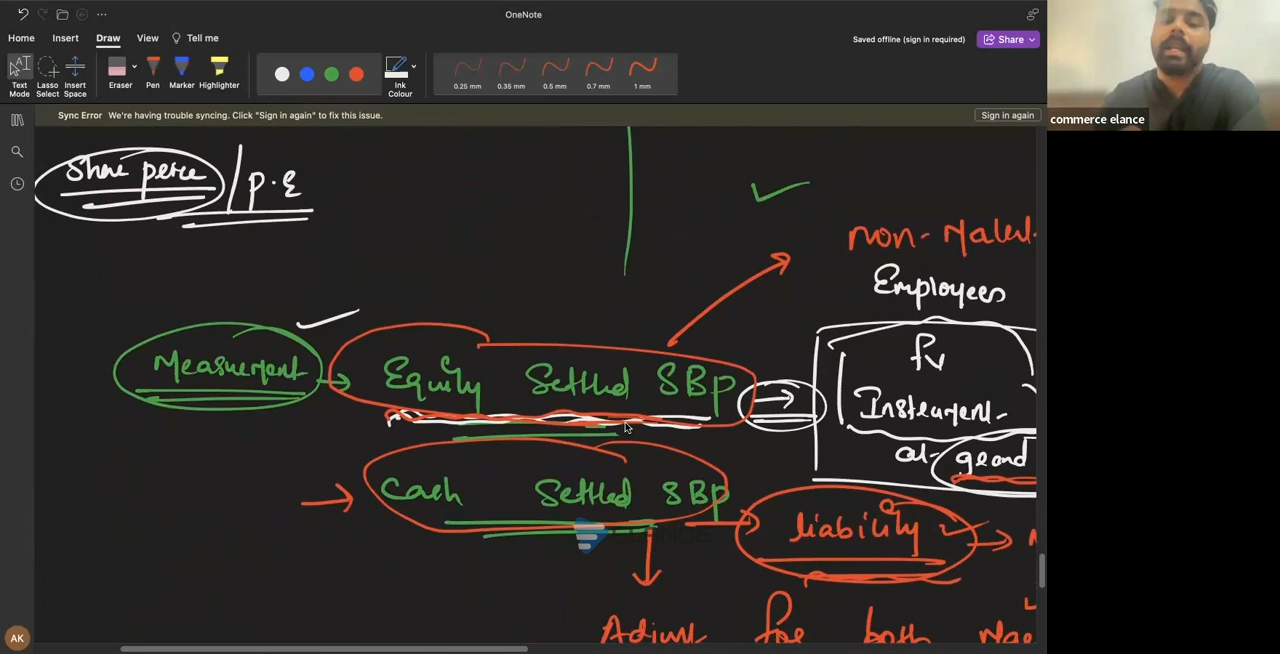 OneNote
Home Insert Draw View Tell me
Saved offline (sign in required) Share
Text Mode
Lasso Select
Insert Space
Eraser Pen Marker Highlighter
Ink Colour
0.25 mm 0.35 mm 0.5 mm 0.7 mm 1 mm
Sync Error We're having trouble syncing. Click "Sign in again" to fix this issue. Sign in again
commerce elance
Share price / P.E
non-
Employees
Measurement → Equity Settled SBP →
fv
Instrument
at grand
→ Cash Settled SBP → liability →
ELANCE
Adjust for both
AK